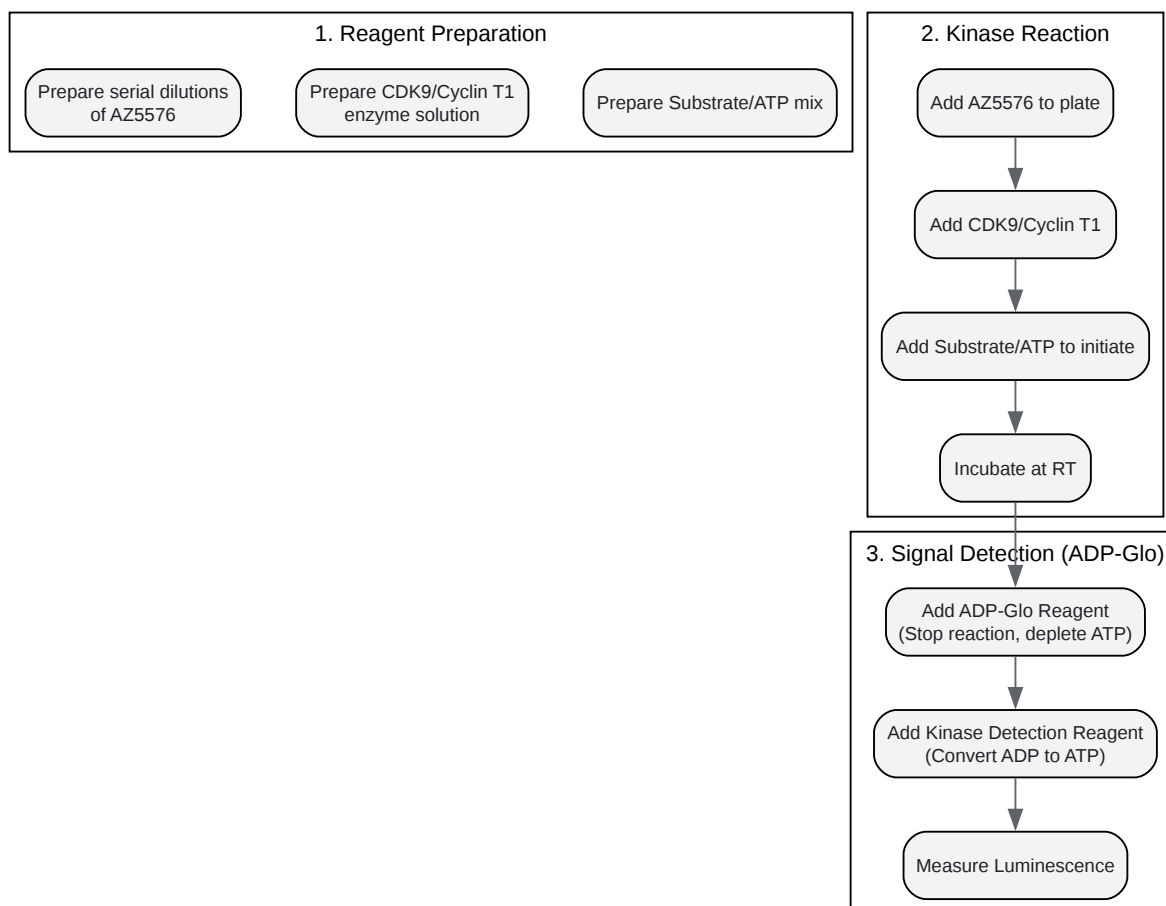 1. Reagent Preparation
Prepare serial dilutions
of AZ5576
Prepare CDK9/Cyclin T1
enzyme solution
Prepare Substrate/ATP mix
2. Kinase Reaction
Add AZ5576 to plate
Add CDK9/Cyclin T1
Add Substrate/ATP to initiate
Incubate at RT
3. Signal Detection (ADP-Glo)
Add ADP-Glo Reagent
(Stop reaction, deplete ATP)
Add Kinase Detection Reagent
(Convert ADP to ATP)
Measure Luminescence